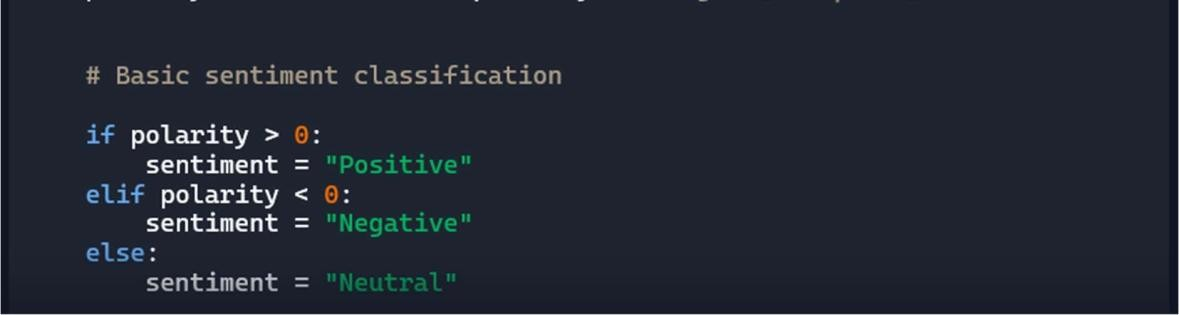 # Basic sentiment classification
if polarity > 0:
    sentiment = "Positive"
elif polarity < 0:
    sentiment = "Negative"
else:
    sentiment = "Neutral"